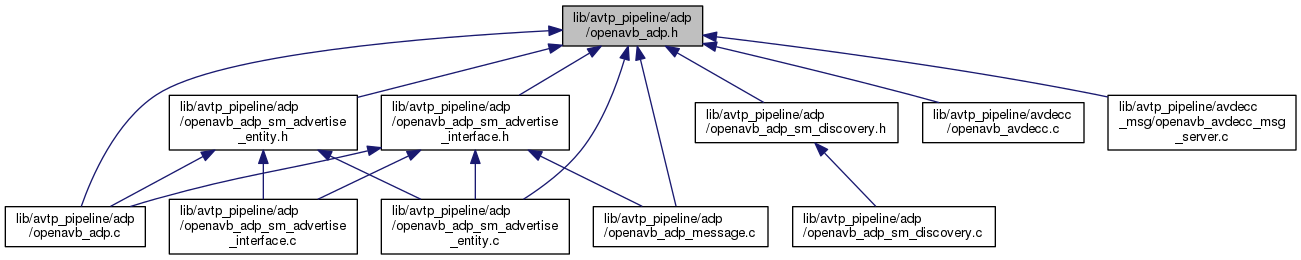 lib/avtp_pipeline/adp
/openavb_adp.h
lib/avtp_pipeline/adp
/openavb_adp_sm_advertise
_entity.h
lib/avtp_pipeline/adp
/openavb_adp_sm_advertise
_interface.h
lib/avtp_pipeline/adp
/openavb_adp_sm_discovery.h
lib/avtp_pipeline/avdecc
/openavb_avdecc.c
lib/avtp_pipeline/avdecc
_msg/openavb_avdecc_msg
_server.c
lib/avtp_pipeline/adp
/openavb_adp.c
lib/avtp_pipeline/adp
/openavb_adp_sm_advertise
_interface.c
lib/avtp_pipeline/adp
/openavb_adp_sm_advertise
_entity.c
lib/avtp_pipeline/adp
/openavb_adp_message.c
lib/avtp_pipeline/adp
/openavb_adp_sm_discovery.c